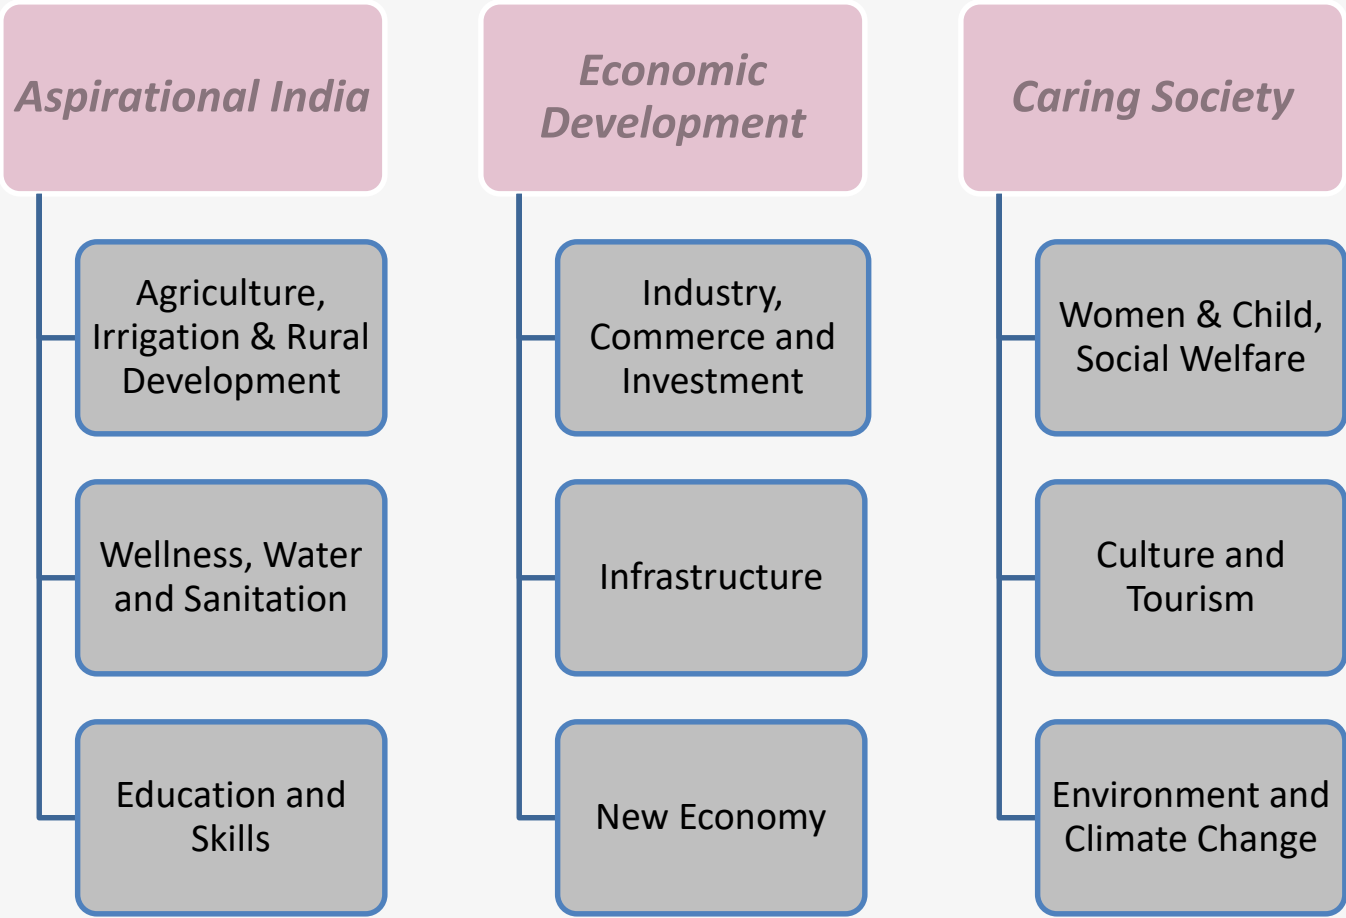 Aspirational India
Agriculture,
Irrigation & Rural
Development
Wellness, Water
and Sanitation
Education and
Skills
Economic
Development
Industry,
Commerce and
Investment
Infrastructure
New Economy
Caring Society
Women & Child,
Social Welfare
Culture and
Tourism
Environment and
Climate Change